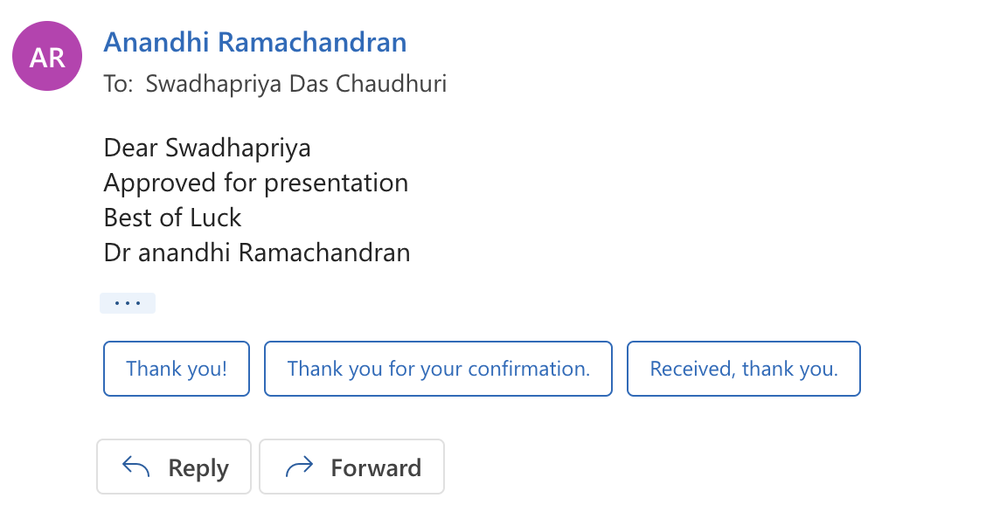 AR
Anandhi Ramachandran
To: Swadhapriya Das Chaudhuri
Dear Swadhapriya
Approved for presentation
Best of Luck
Dr anandhi Ramachandran
...
Thank you!
Thank you for your confirmation.
Received, thank you.
Reply
Forward